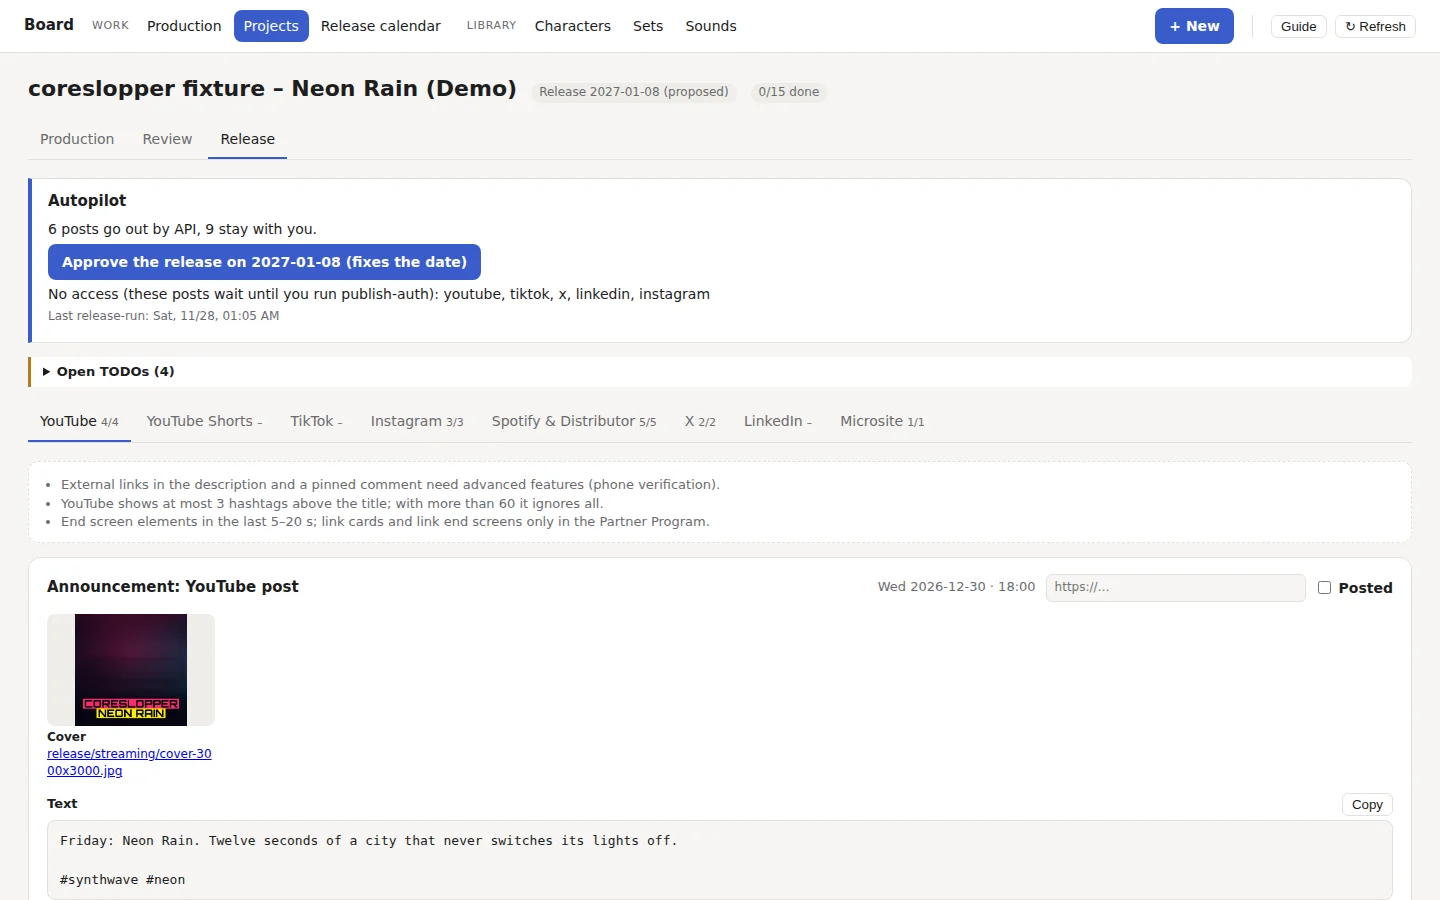 Board WORK Production Projects Release calendar LIBRARY Characters Sets Sounds + New Guide ↻ Refresh
coreslopper fixture – Neon Rain (Demo) Release 2027-01-08 (proposed) 0/15 done
Production Review Release
Autopilot
6 posts go out by API, 9 stay with you.
Approve the release on 2027-01-08 (fixes the date)
No access (these posts wait until you run publish-auth): youtube, tiktok, x, linkedin, instagram
Last release-run: Sat, 11/28, 01:05 AM
▶ Open TODOs (4)
YouTube 4/4 YouTube Shorts – TikTok – Instagram 3/3 Spotify & Distributor 5/5 X 2/2 LinkedIn – Microsite 1/1
• External links in the description and a pinned comment need advanced features (phone verification).
• YouTube shows at most 3 hashtags above the title; with more than 60 it ignores all.
• End screen elements in the last 5–20 s; link cards and link end screens only in the Partner Program.
Announcement: YouTube post Wed 2026-12-30 · 18:00 https://... Posted
CORESLOPPER
NEON RAIN
Cover
release/streaming/cover-30
00x3000.jpg
Text Copy
Friday: Neon Rain. Twelve seconds of a city that never switches its lights off.
#synthwave #neon